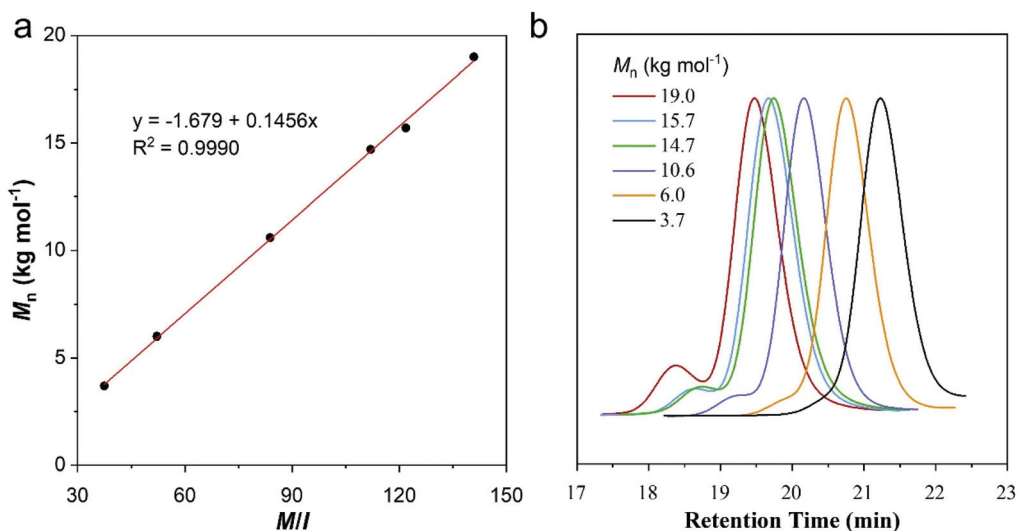 a
20
15
10
5
0
Mn (kg mol-1)
y = -1.679 + 0.1456x
R2 = 0.9990
30 60 90 120 150
M/I
b
Mn (kg mol-1)
19.0
15.7
14.7
10.6
6.0
3.7
17 18 19 20 21 22 23
Retention Time (min)